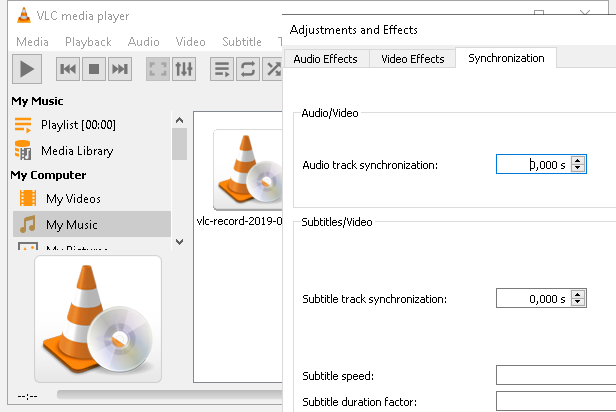 VLC media player
Media Playback Audio Video Subtitle
My Music
Playlist [00:00]
Media Library
My Computer
My Videos
My Music
My Pictures
vlc-record-2019-0
--:--
Adjustments and Effects
Audio Effects Video Effects Synchronization
Audio/Video
Audio track synchronization: 0,000 s
Subtitles/Video
Subtitle track synchronization: 0,000 s
Subtitle speed:
Subtitle duration factor: